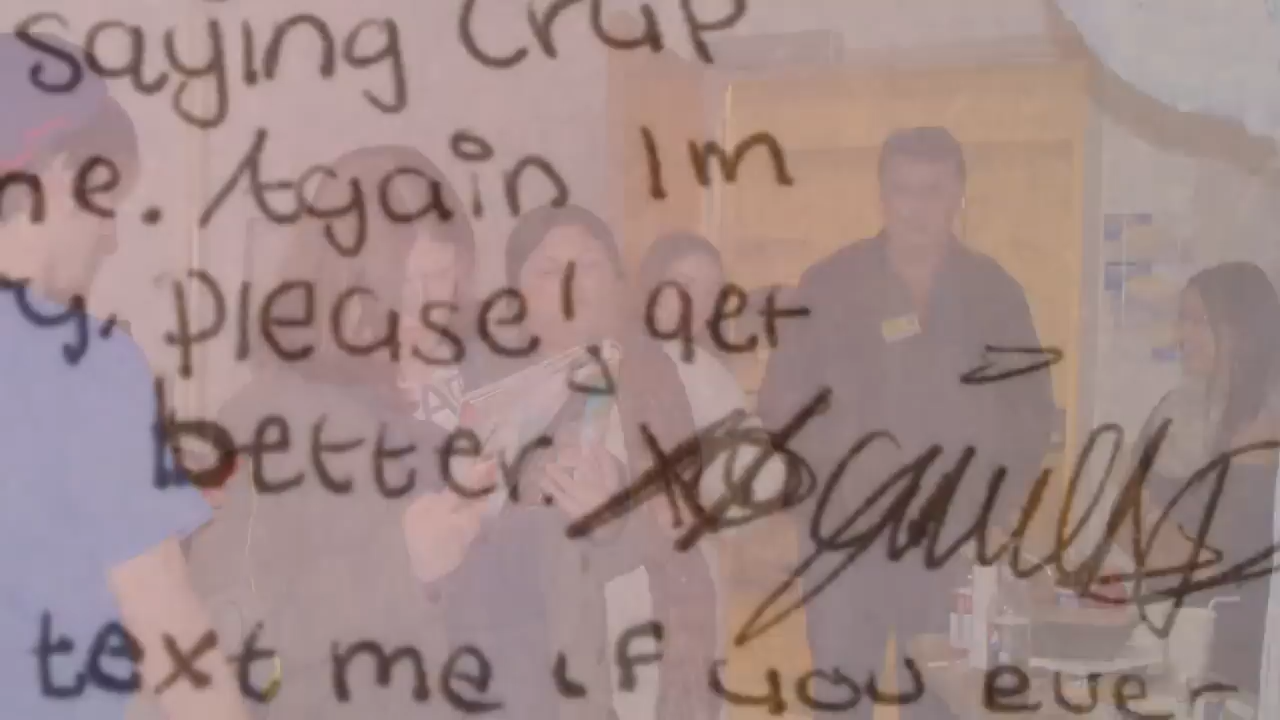 saying Crap
ne. Again Im
y, please! get
better.
text me if you ever